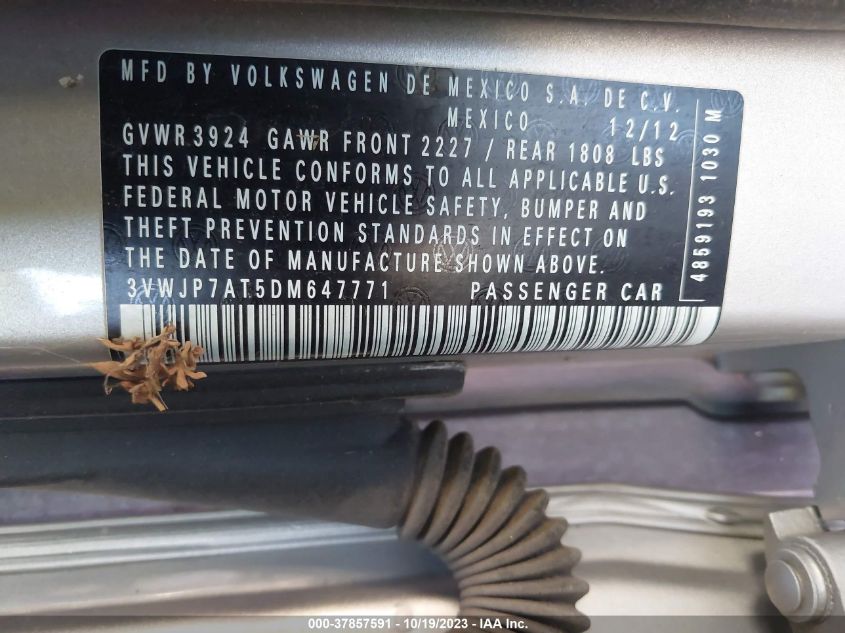 MFD BY VOLKSWAGEN DE MEXICO S.A. DE C.V.
MEXICO 12/12
GVWR 3924 GAWR FRONT 2227 / REAR 1808 LBS
THIS VEHICLE CONFORMS TO ALL APPLICABLE U.S.
FEDERAL MOTOR VEHICLE SAFETY, BUMPER AND
THEFT PREVENTION STANDARDS IN EFFECT ON
THE DATE OF MANUFACTURE SHOWN ABOVE.
3VWJP7AT5DM647771 PASSENGER CAR
4859193 1030 M
000-37857591 - 10/19/2023 - IAA Inc.